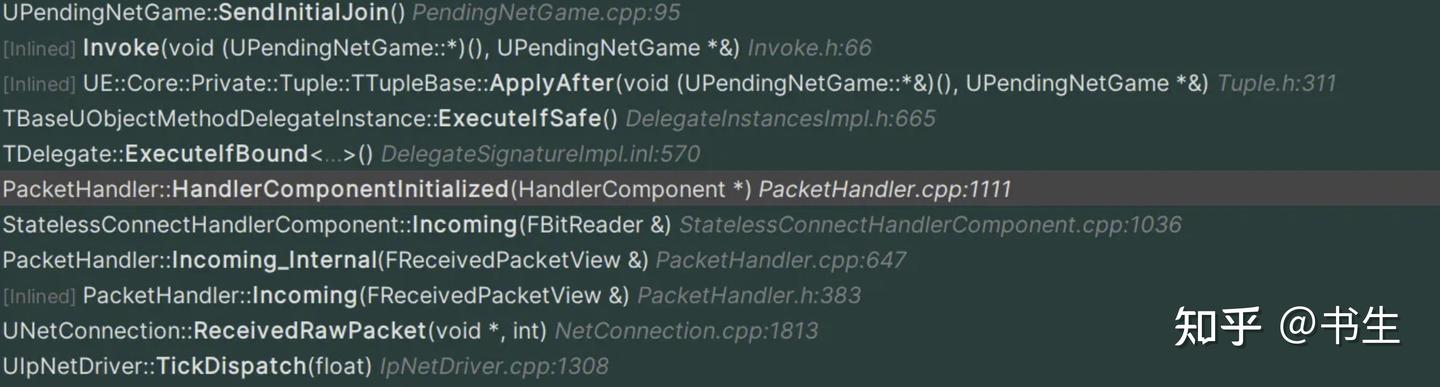 UPendingNetGame::SendInitialJoin() PendingNetGame.cpp:95
[Inlined] Invoke(void (UPendingNetGame::*)(), UPendingNetGame *&) Invoke.h:66
[Inlined] UE::Core::Private::Tuple::TTupleBase::ApplyAfter(void (UPendingNetGame::*&)(), UPendingNetGame *&) Tuple.h:311
TBaseUObjectMethodDelegateInstance::ExecuteIfSafe() DelegateInstancesImpl.h:665
TDelegate::ExecuteIfBound<...>() DelegateSignatureImpl.inl:570
PacketHandler::HandlerComponentInitialized(HandlerComponent *) PacketHandler.cpp:1111
StatelessConnectHandlerComponent::Incoming(FBitReader &) StatelessConnectHandlerComponent.cpp:1036
PacketHandler::Incoming_Internal(FReceivedPacketView &) PacketHandler.cpp:647
[Inlined] PacketHandler::Incoming(FReceivedPacketView &) PacketHandler.h:383
UNetConnection::ReceivedRawPacket(void *, int) NetConnection.cpp:1813
UIpNetDriver::TickDispatch(float) IpNetDriver.cpp:1308
知乎 @书生